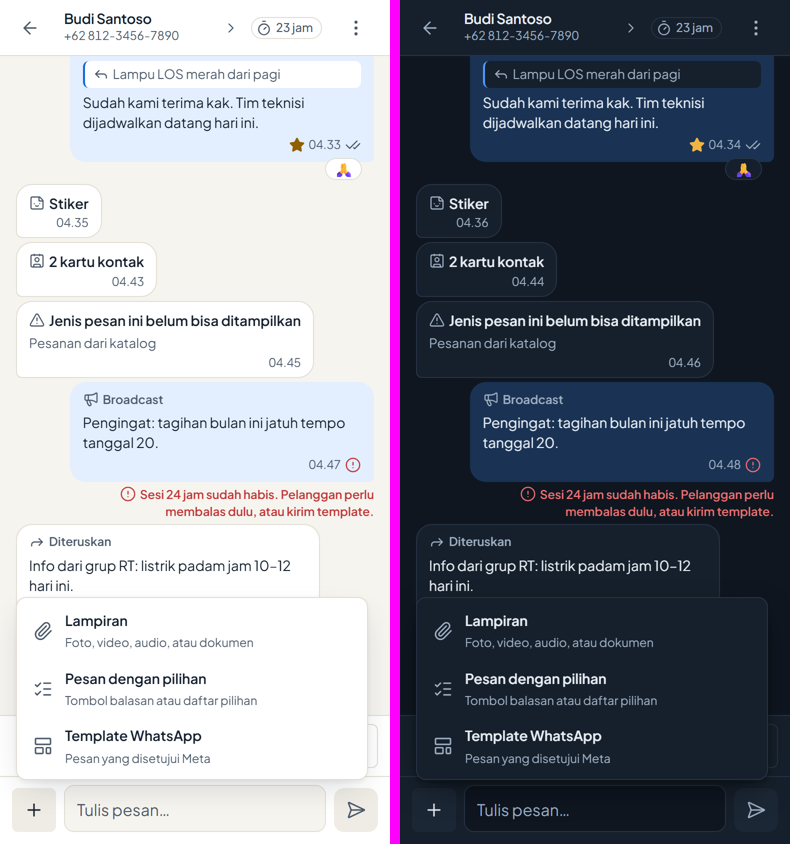 Budi Santoso
+62 812-3456-7890
23 jam
Lampu LOS merah dari pagi
Sudah kami terima kak. Tim teknisi
dijadwalkan datang hari ini.
04.33
Stiker
04.35
2 kartu kontak
04.43
Jenis pesan ini belum bisa ditampilkan
Pesanan dari katalog
04.45
Broadcast
Pengingat: tagihan bulan ini jatuh tempo
tanggal 20.
04.47
Sesi 24 jam sudah habis. Pelanggan perlu
membalas dulu, atau kirim template.
Diteruskan
Info dari grup RT: listrik padam jam 10–12
hari ini.
Lampiran
Foto, video, audio, atau dokumen
Pesan dengan pilihan
Tombol balasan atau daftar pilihan
Template WhatsApp
Pesan yang disetujui Meta
Tulis pesan...
Budi Santoso
+62 812-3456-7890
23 jam
Lampu LOS merah dari pagi
Sudah kami terima kak. Tim teknisi
dijadwalkan datang hari ini.
04.34
Stiker
04.36
2 kartu kontak
04.44
Jenis pesan ini belum bisa ditampilkan
Pesanan dari katalog
04.46
Broadcast
Pengingat: tagihan bulan ini jatuh tempo
tanggal 20.
04.48
Sesi 24 jam sudah habis. Pelanggan perlu
membalas dulu, atau kirim template.
Diteruskan
Info dari grup RT: listrik padam jam 10–12
hari ini.
Lampiran
Foto, video, audio, atau dokumen
Pesan dengan pilihan
Tombol balasan atau daftar pilihan
Template WhatsApp
Pesan yang disetujui Meta
Tulis pesan...